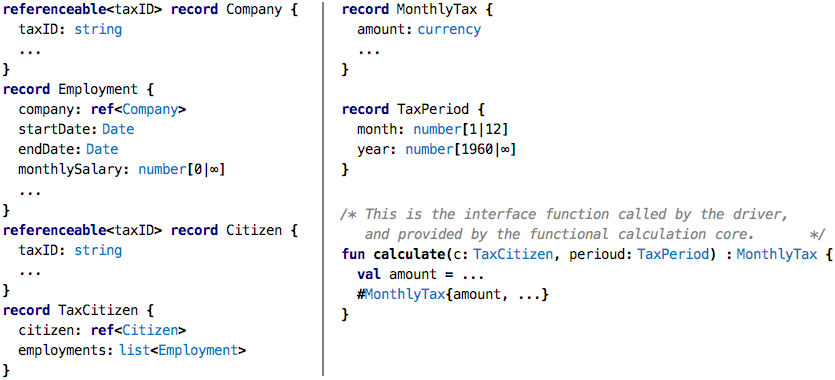 referenceable<taxID> record Company {
taxID: string
...
}
record Employment {
company: ref<Company>
startDate: Date
endDate: Date
monthlySalary: number[0|∞]
...
}
referenceable<taxID> record Citizen {
taxID: string
...
}
record TaxCitizen {
citizen: ref<Citizen>
employments: list<Employment>
}
record MonthlyTax {
amount: currency
...
}
record TaxPeriod {
month: number[1|12]
year: number[1960|∞]
}
/* This is the interface function called by the driver,
and provided by the functional calculation core. */
fun calculate(c: TaxCitizen, perioud: TaxPeriod) : MonthlyTax {
val amount = ...
#MonthlyTax{amount, ...}
}